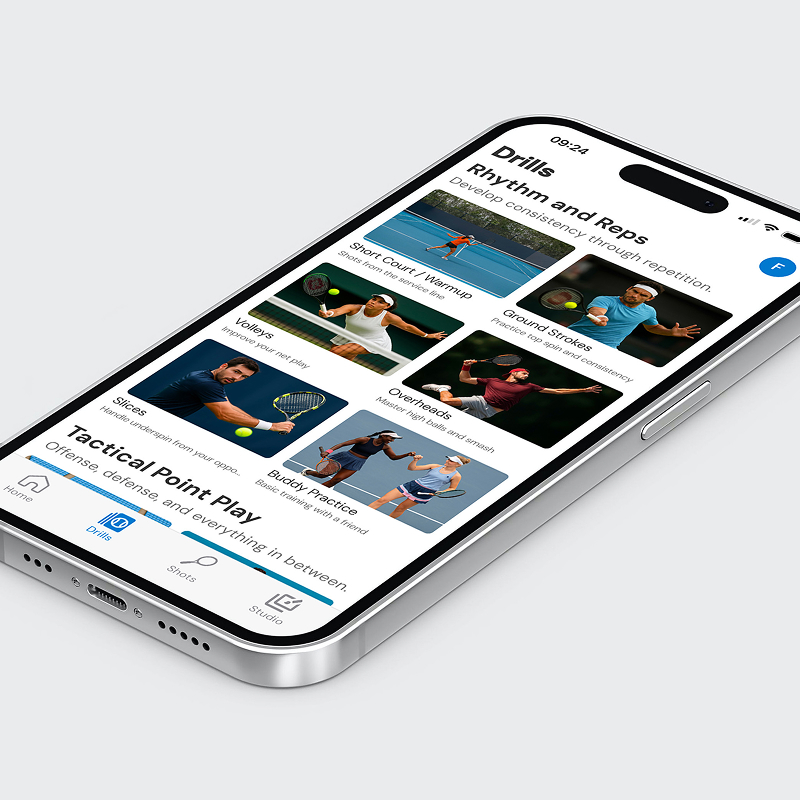 09:24
Drills
F
Rhythm and Reps
Develop consistency through repetition.
Short Court / Warmup
Shots from the service line
Ground Strokes
Practice top spin and consistency
Volleys
Improve your net play
Overheads
Master high balls and smash
Slices
Handle underspin from your oppo...
Buddy Practice
Basic training with a friend
Tactical Point Play
Offense, defense, and everything in between.
Home
Drills
Shots
Studio